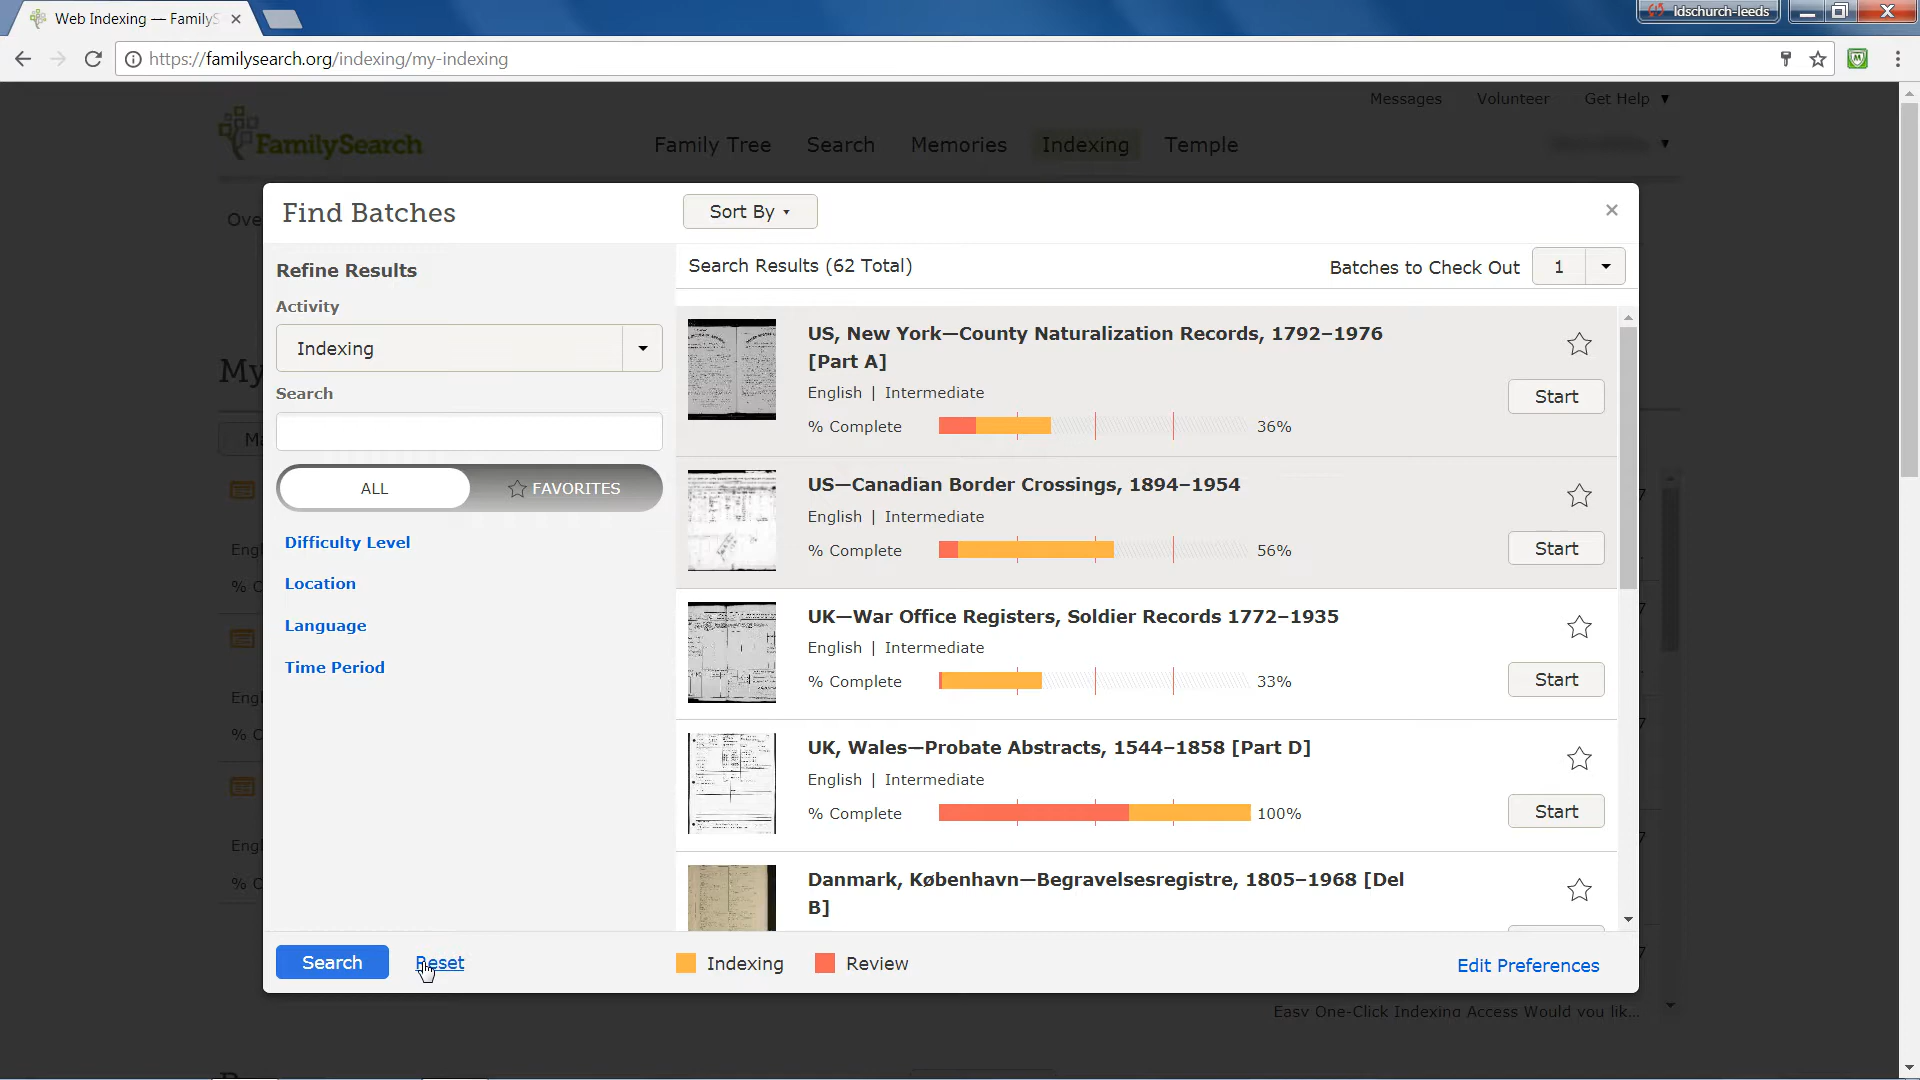 Web Indexing — FamilyS
ldschurch-leeds
https://familysearch.org/indexing/my-indexing
Messages Volunteer Get Help ▼
FamilySearch Family Tree Search Memories Indexing Temple
Find Batches Sort By
Refine Results
Activity
Indexing
Search
ALL FAVORITES
Difficulty Level
Location
Language
Time Period
Search Reset
Search Results (62 Total) Batches to Check Out 1
US, New York—County Naturalization Records, 1792–1976
[Part A]
English | Intermediate
% Complete 36%
Start
US—Canadian Border Crossings, 1894–1954
English | Intermediate
% Complete 56%
Start
UK—War Office Registers, Soldier Records 1772–1935
English | Intermediate
% Complete 33%
Start
UK, Wales—Probate Abstracts, 1544–1858 [Part D]
English | Intermediate
% Complete 100%
Start
Danmark, København—Begravelsesregistre, 1805–1968 [Del
B]
Indexing Review Edit Preferences
Easy One-Click Indexing Access Would you lik...